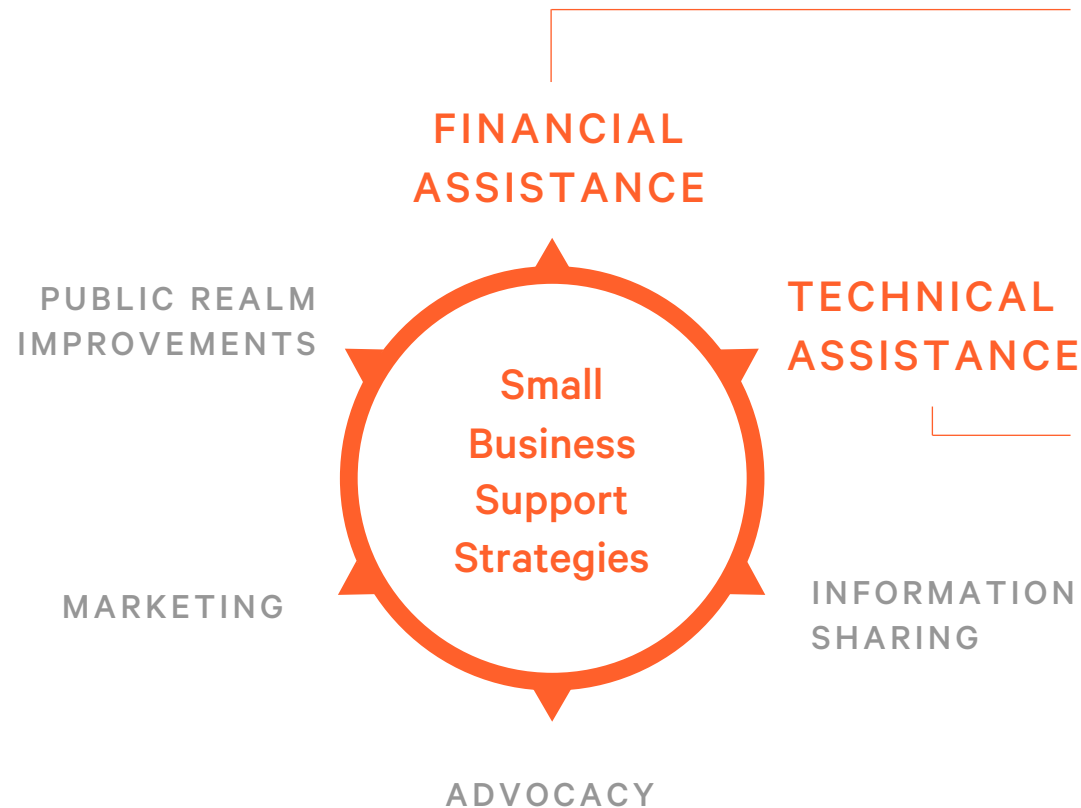 FINANCIAL
ASSISTANCE
TECHNICAL
ASSISTANCE
INFORMATION
SHARING
ADVOCACY
MARKETING
PUBLIC REALM
IMPROVEMENTS
Small
Business
Support
Strategies